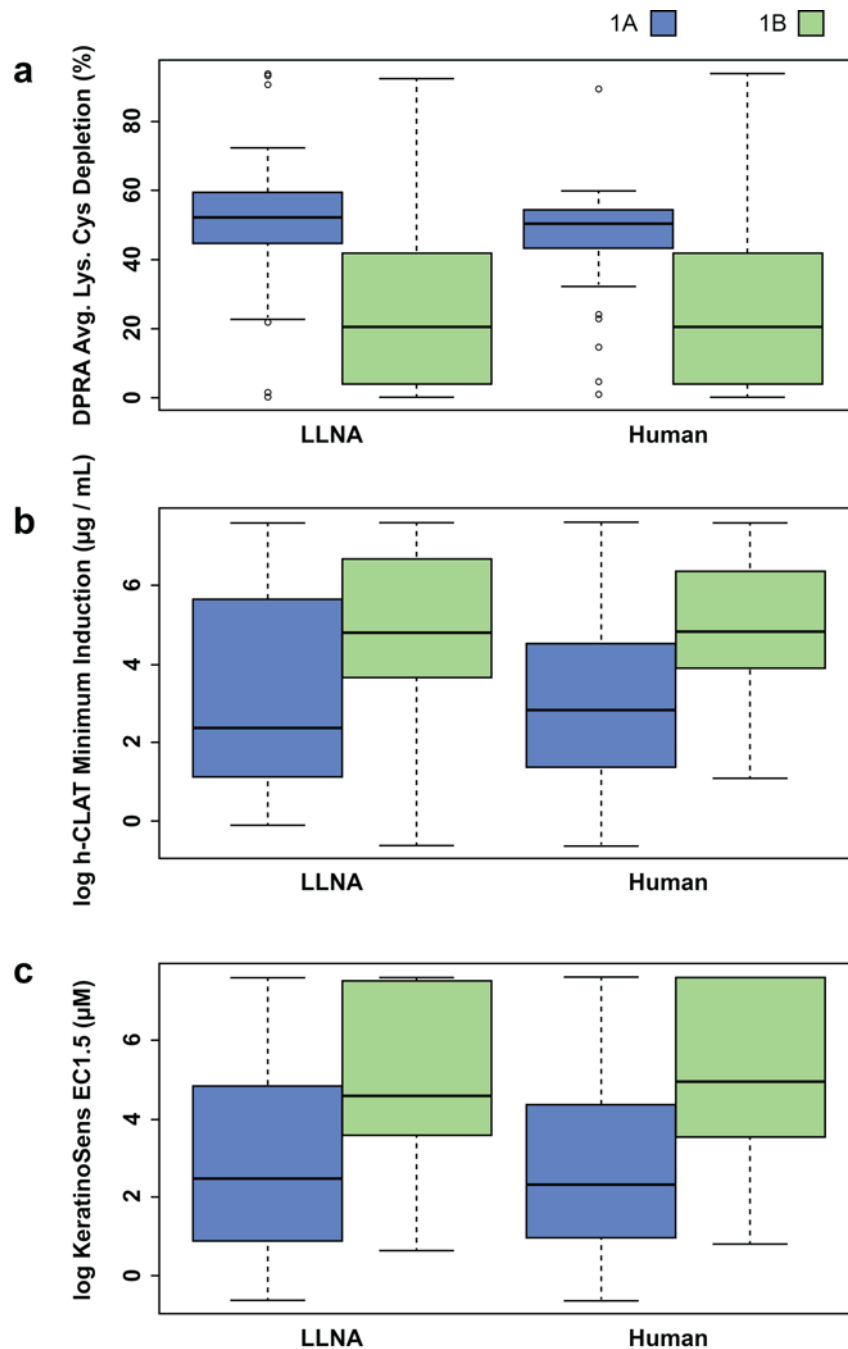 1A 1B
a
DPRA Avg. Lys. Cys Depletion (%)
80
60
40
20
0
LLNA Human
b
log h-CLAT Minimum Induction (µg / mL)
6
4
2
0
LLNA Human
c
log KeratinoSens EC1.5 (µM)
6
4
2
0
LLNA Human